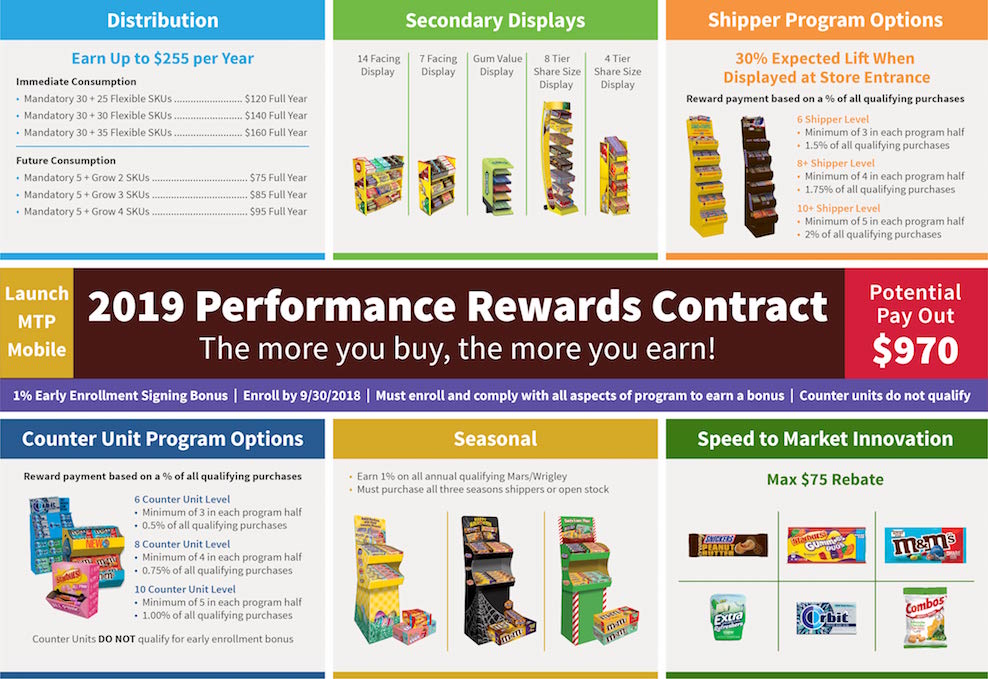 Distribution
Earn Up to $255 per Year
Immediate Consumption
• Mandatory 30 + 25 Flexible SKUs ......................... $120 Full Year
• Mandatory 30 + 30 Flexible SKUs ......................... $140 Full Year
• Mandatory 30 + 35 Flexible SKUs ......................... $160 Full Year
Future Consumption
• Mandatory 5 + Grow 2 SKUs ................................... $75 Full Year
• Mandatory 5 + Grow 3 SKUs ................................... $85 Full Year
• Mandatory 5 + Grow 4 SKUs ................................... $95 Full Year
Secondary Displays
14 Facing
Display
7 Facing
Display
Gum Value
Display
8 Tier
Share Size
Display
4 Tier
Share Size
Display
Shipper Program Options
30% Expected Lift When
Displayed at Store Entrance
Reward payment based on a % of all qualifying purchases
6 Shipper Level
• Minimum of 3 in each program half
• 1.5% of all qualifying purchases
8+ Shipper Level
• Minimum of 4 in each program half
• 1.75% of all qualifying purchases
10+ Shipper Level
• Minimum of 5 in each program half
• 2% of all qualifying purchases
Launch
MTP
Mobile
2019 Performance Rewards Contract
The more you buy, the more you earn!
Potential
Pay Out
$970
1% Early Enrollment Signing Bonus | Enroll by 9/30/2018 | Must enroll and comply with all aspects of program to earn a bonus | Counter units do not qualify
Counter Unit Program Options
Reward payment based on a % of all qualifying purchases
6 Counter Unit Level
• Minimum of 3 in each program half
• 0.5% of all qualifying purchases
8 Counter Unit Level
• Minimum of 4 in each program half
• 0.75% of all qualifying purchases
10 Counter Unit Level
• Minimum of 5 in each program half
• 1.00% of all qualifying purchases
Orbit
NEW
m&m's
Starburst
Counter Units DO NOT qualify for early enrollment bonus
Seasonal
• Earn 1% on all annual qualifying Mars/Wrigley
• Must purchase all three seasons shippers or open stock
m&m's
Speed to Market Innovation
Max $75 Rebate
SNICKERS
PEANUT
BUTTER
Starburst
Gummies
DUOS
m&m's
Extra
Refreshers
Orbit
Combos